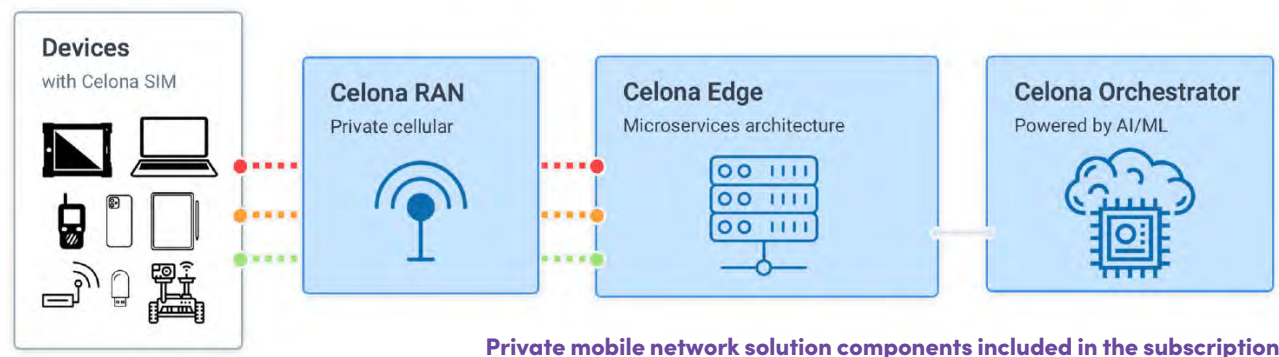 Devices
with Celona SIM
Celona RAN
Private cellular
Celona Edge
Microservices architecture
Celona Orchestrator
Powered by AI/ML
Private mobile network solution components included in the subscription